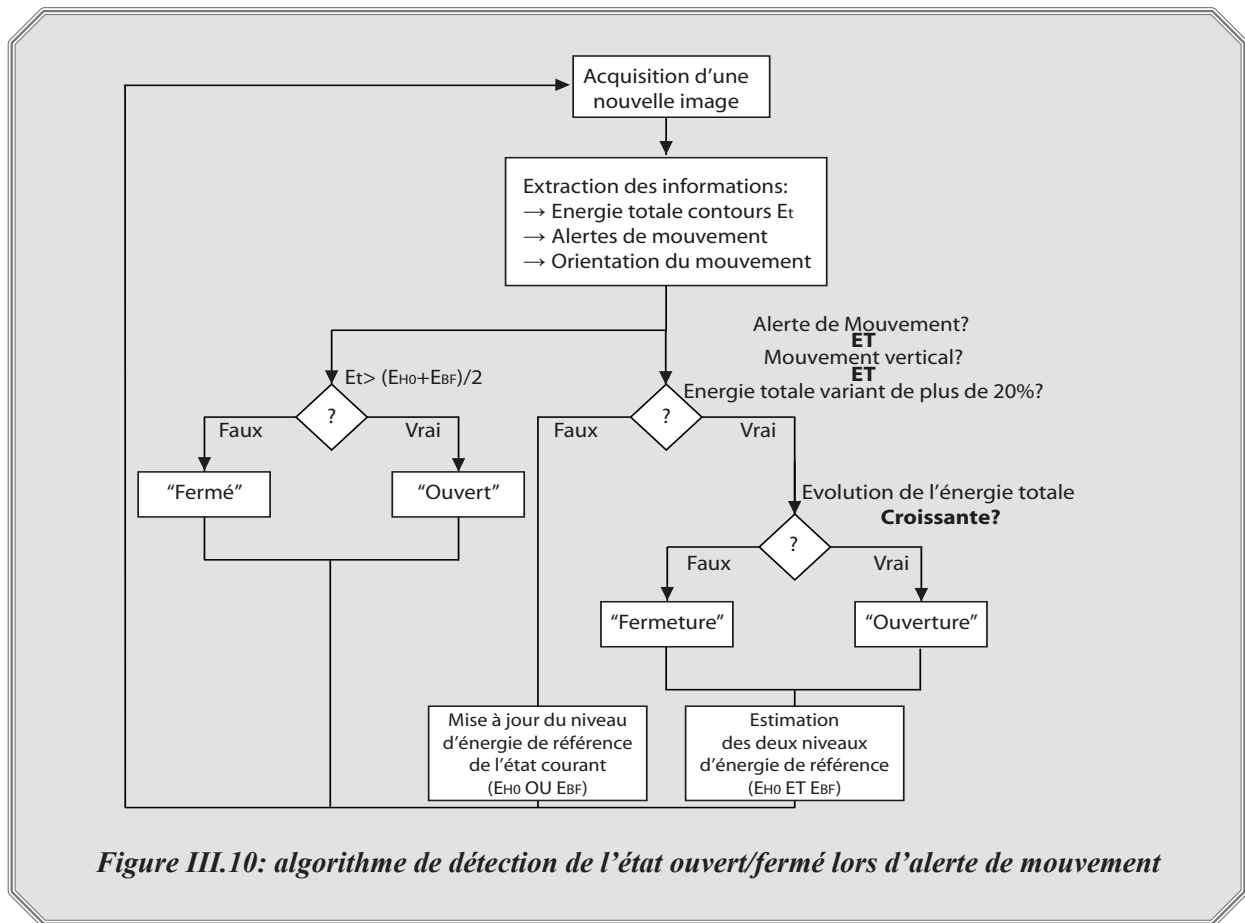 Acquisition d’une
nouvelle image
Extraction des informations:
→ Energie totale contours Et
→ Alertes de mouvement
→ Orientation du mouvement
Alerte de Mouvement?
ET
Mouvement vertical?
ET
Energie totale variant de plus de 20%?
Et> (EH0+EBF)/2
?
Faux
Vrai
?
Faux
Vrai
“Fermé”
“Ouvert”
Evolution de l’énergie totale
Croissante?
?
Faux
Vrai
“Fermeture”
“Ouverture”
Mise à jour du niveau
d’énergie de référence
de l’état courant
(EH0 OU EBF)
Estimation
des deux niveaux
d’énergie de référence
(EH0 ET EBF)
Figure III.10: algorithme de détection de l’état ouvert/fermé lors d’alerte de mouvement